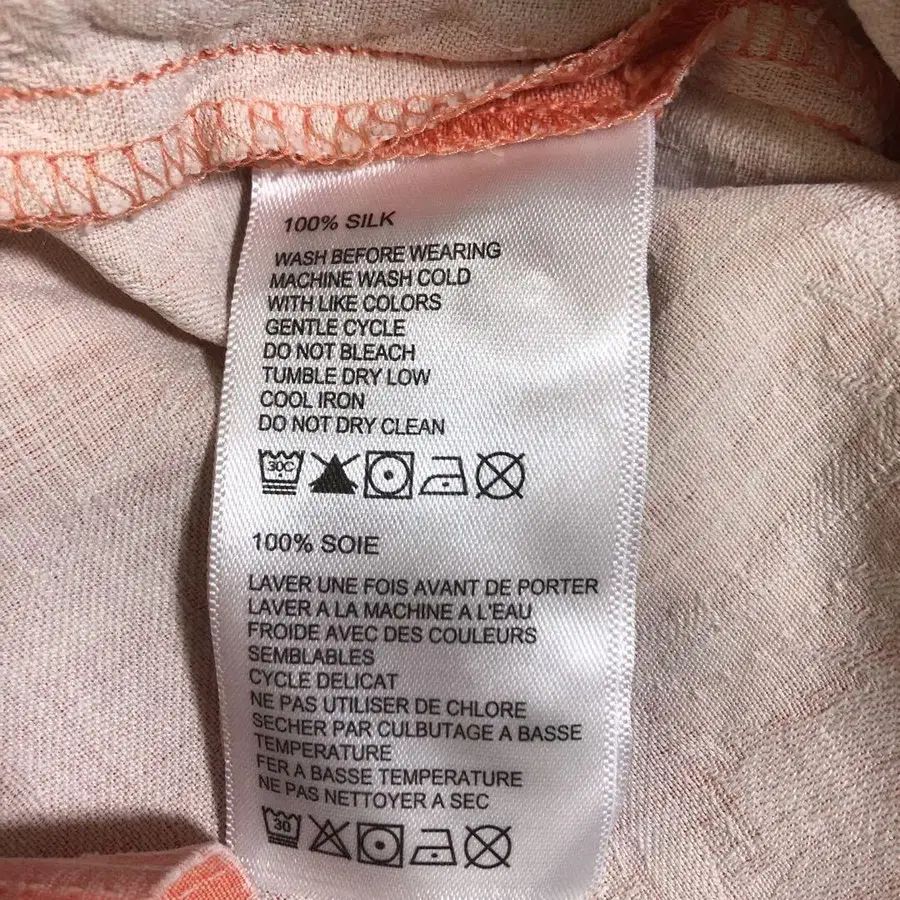 100% SILK
WASH BEFORE WEARING
MACHINE WASH COLD
WITH LIKE COLORS
GENTLE CYCLE
DO NOT BLEACH
TUMBLE DRY LOW
COOL IRON
DO NOT DRY CLEAN
30C
100% SOIE
LAVER UNE FOIS AVANT DE PORTER
LAVER A LA MACHINE A L'EAU
FROIDE AVEC DES COULEURS
SEMBLABLES
CYCLE DELICAT
NE PAS UTILISER DE CHLORE
SECHER PAR CULBUTAGE A BASSE
TEMPERATURE
FER A BASSE TEMPERATURE
NE PAS NETTOYER A SEC
30